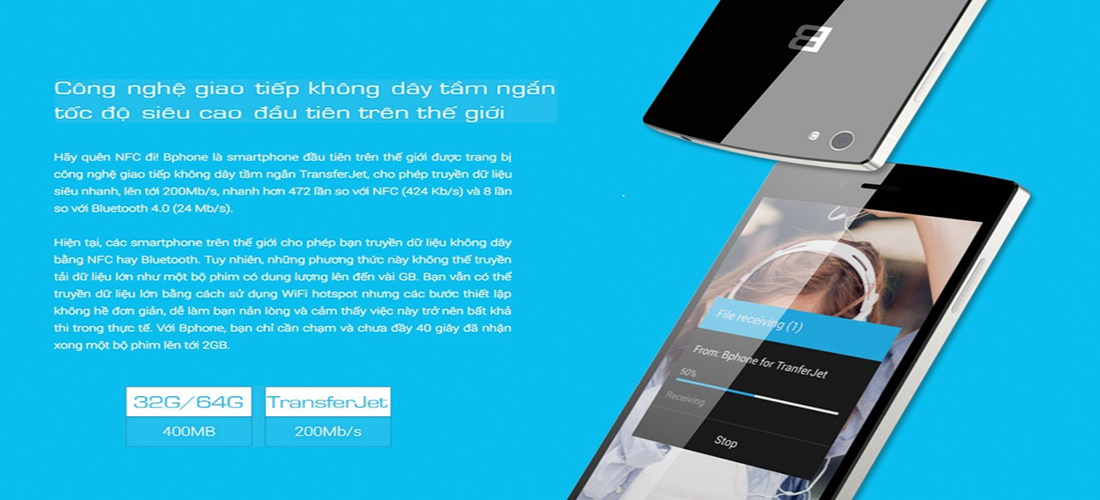 Công nghệ giao tiếp không dây tầm ngắn
tốc độ siêu cao đầu tiên trên thế giới
Hãy quên NFC đi! Bphone là smartphone đầu tiên trên thế giới được trang bị
công nghệ giao tiếp không dây tầm ngắn TransferJet, cho phép truyền dữ liệu
siêu nhanh, lên tới 200Mb/s, nhanh hơn 472 lần so với NFC (424 Kb/s) và 8 lần
so với Bluetooth 4.0 (24 Mb/s).
Hiện tại, các smartphone trên thế giới cho phép bạn truyền dữ liệu không dây
bằng NFC hay Bluetooth. Tuy nhiên, những phương thức này không thể truyền
tải dữ liệu lớn như một bộ phim có dung lượng lên đến vài GB. Bạn vẫn có thể
truyền dữ liệu lớn bằng cách sử dụng WiFi hotspot nhưng các bước thiết lập
không hề đơn giản, dễ làm bạn nản lòng và cảm thấy việc này trở nên bất khả
thi trong thực tế. Với Bphone, bạn chỉ cần chạm và chưa đầy 40 giây đã nhận
xong một bộ phim lên tới 2GB.
32G/64G
400MB
TransferJet
200Mb/s
B
File receiving (1)
From: Bphone for TranferJet
50%
Receiving
Stop